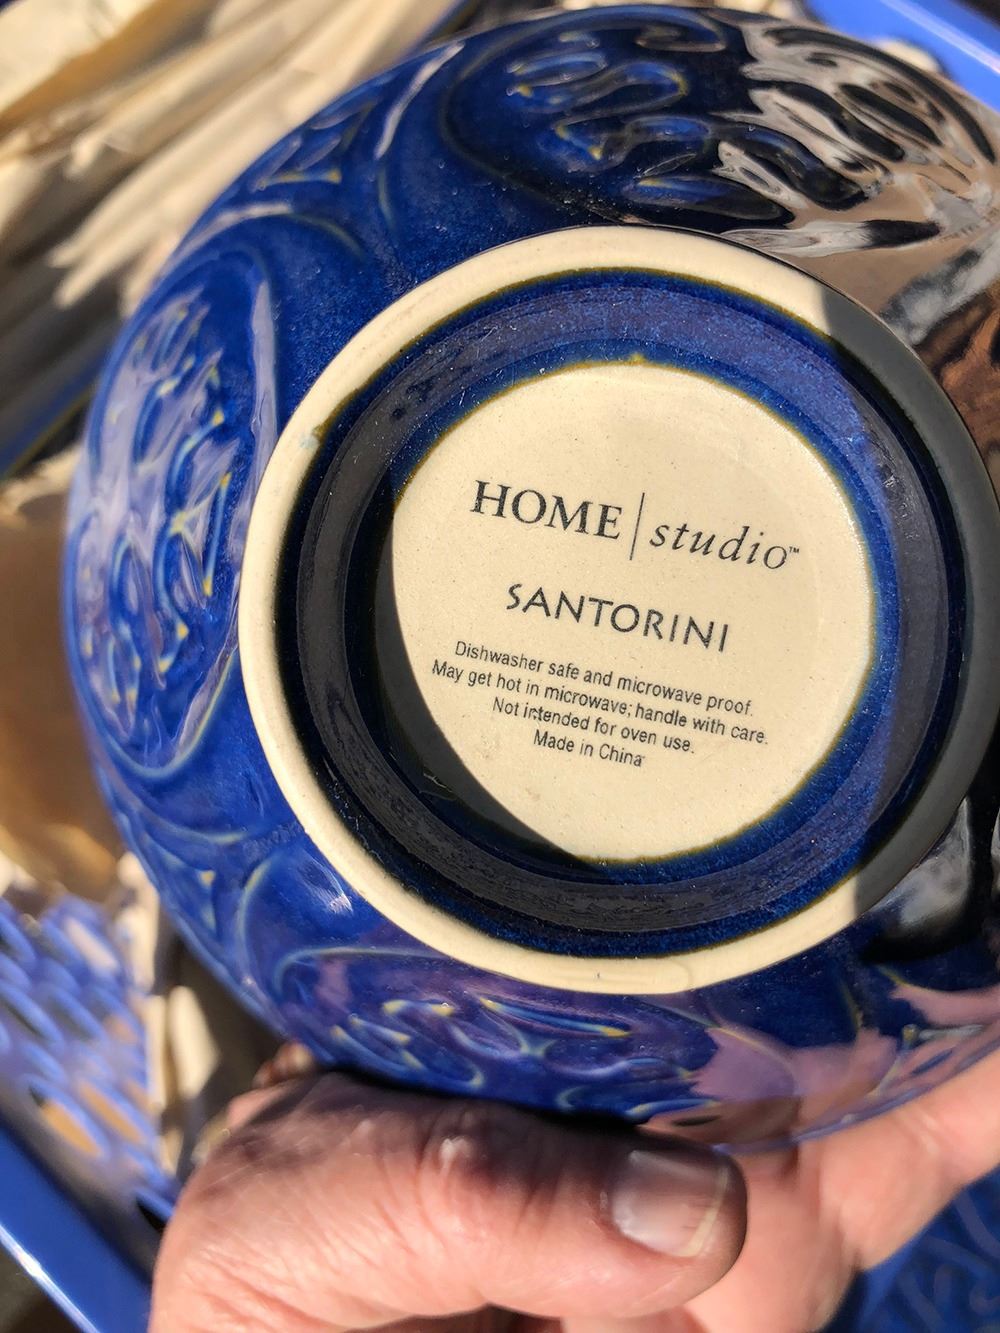 HOME | studio™
SANTORINI
Dishwasher safe and microwave proof.
May get hot in microwave; handle with care.
Not intended for oven use.
Made in China